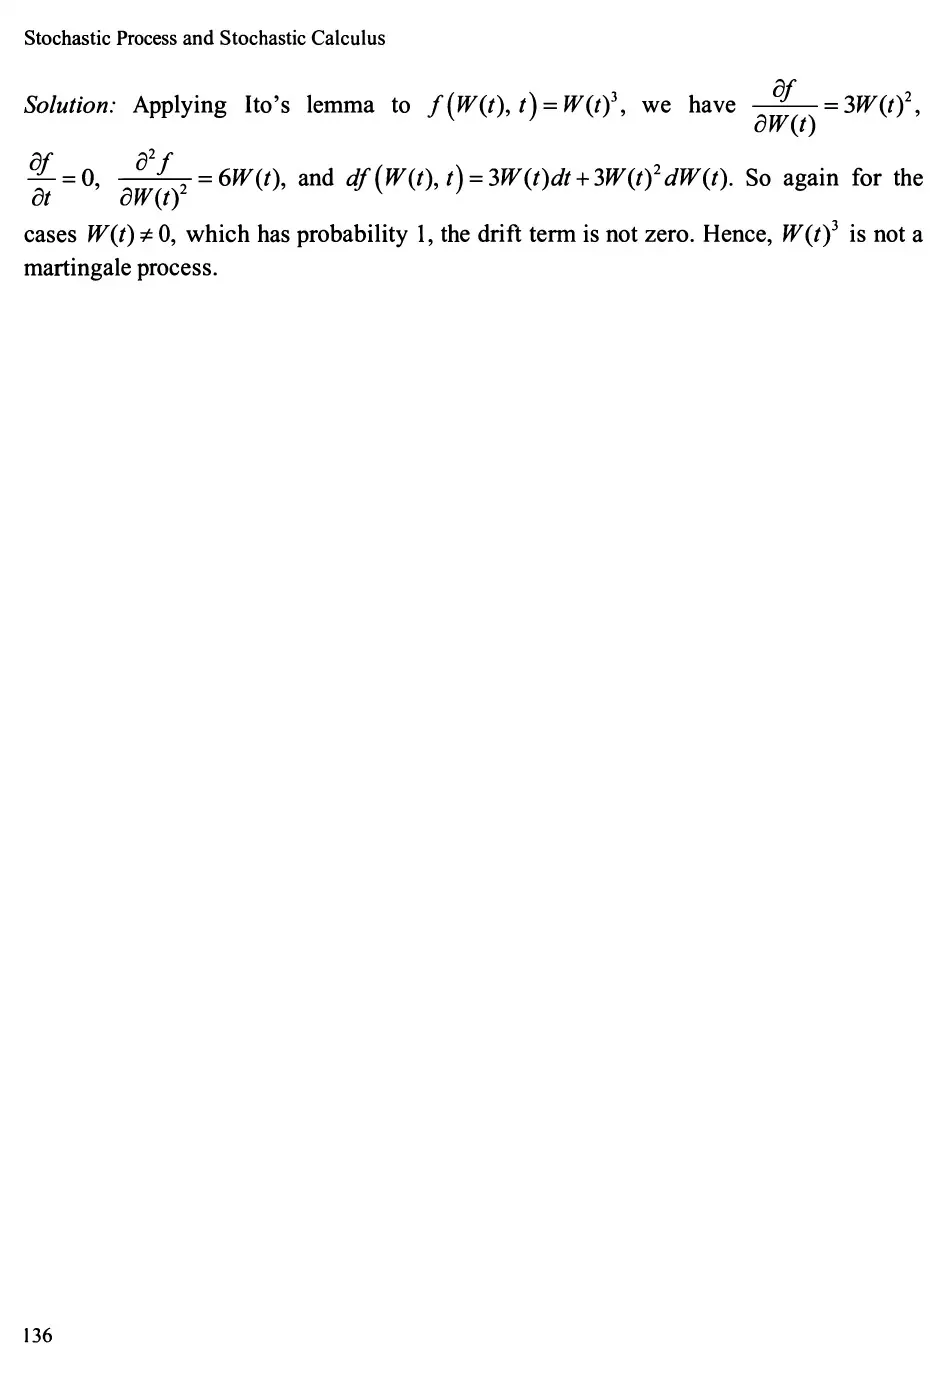 Stochastic Process and Stochastic Calculus
Solution: Applying Ito's lemma to f(W(t), t) = W(t)³, we have ∂f/∂W(t) = 3W(t)²,
∂f/∂t = 0, ∂²f/∂W(t)² = 6W(t), and df(W(t), t) = 3W(t)dt + 3W(t)²dW(t). So again for the
cases W(t) ≠ 0, which has probability 1, the drift term is not zero. Hence, W(t)³ is not a
martingale process.
136